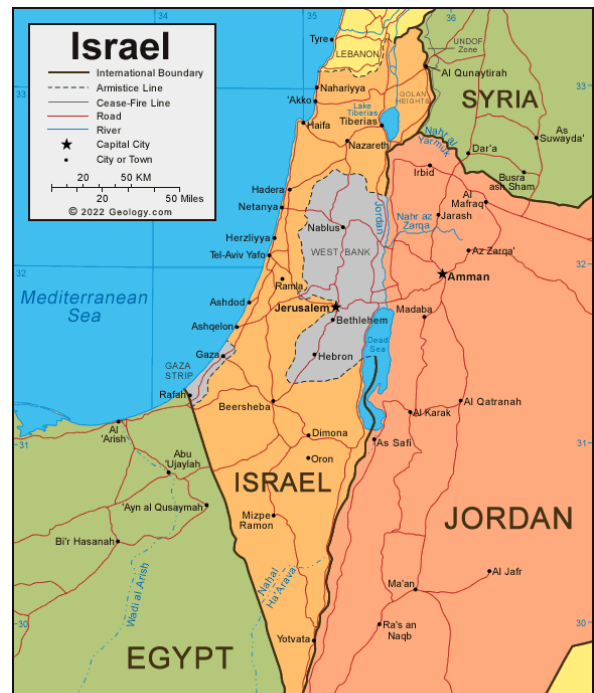 Israel
International Boundary
Armistice Line
Cease-Fire Line
Road
River
Capital City
City or Town
20 50 KM
20 50 Miles
© 2022 Geology.com
34
35
36
33
33
32
32
31
31
30
30
Tyre
LEBANON
UNDOF
Zone
Al Qunaytirah
SYRIA
Nahariyya
'Akko
GOLAN
HEIGHTS
Lake
Tiberias
Tiberias
Haifa
Nazareth
Nahr al
Yarmuk
Dar'a
As
Suwayda'
Busra
ash Sham
Irbid
Al
Mafraq
Hadera
Netanya
Nablus
Jordan
Nahr az
Zarqa
Jarash
Herzliyya
WEST BANK
Az Zarqa'
Tel-Aviv Yafo
Ramla
Amman
Mediterranean
Sea
Ashdod
Jerusalem
Madaba
Bethlehem
Ashqelon
Dead
Sea
Gaza
Hebron
GAZA
STRIP
Rafah
Beersheba
Al Qatranah
Al Karak
Al
'Arish
Dimona
As Safi
Abu
'Ujaylah
Oron
ISRAEL
'Ayn al Qusaymah
Mizpe
Ramon
JORDAN
Bi'r Hasanah
Wadi al Arish
Nahal
Ha'Arava
Al Jafr
Ma'an
Ra's an
Naqb
Yotvata
EGYPT